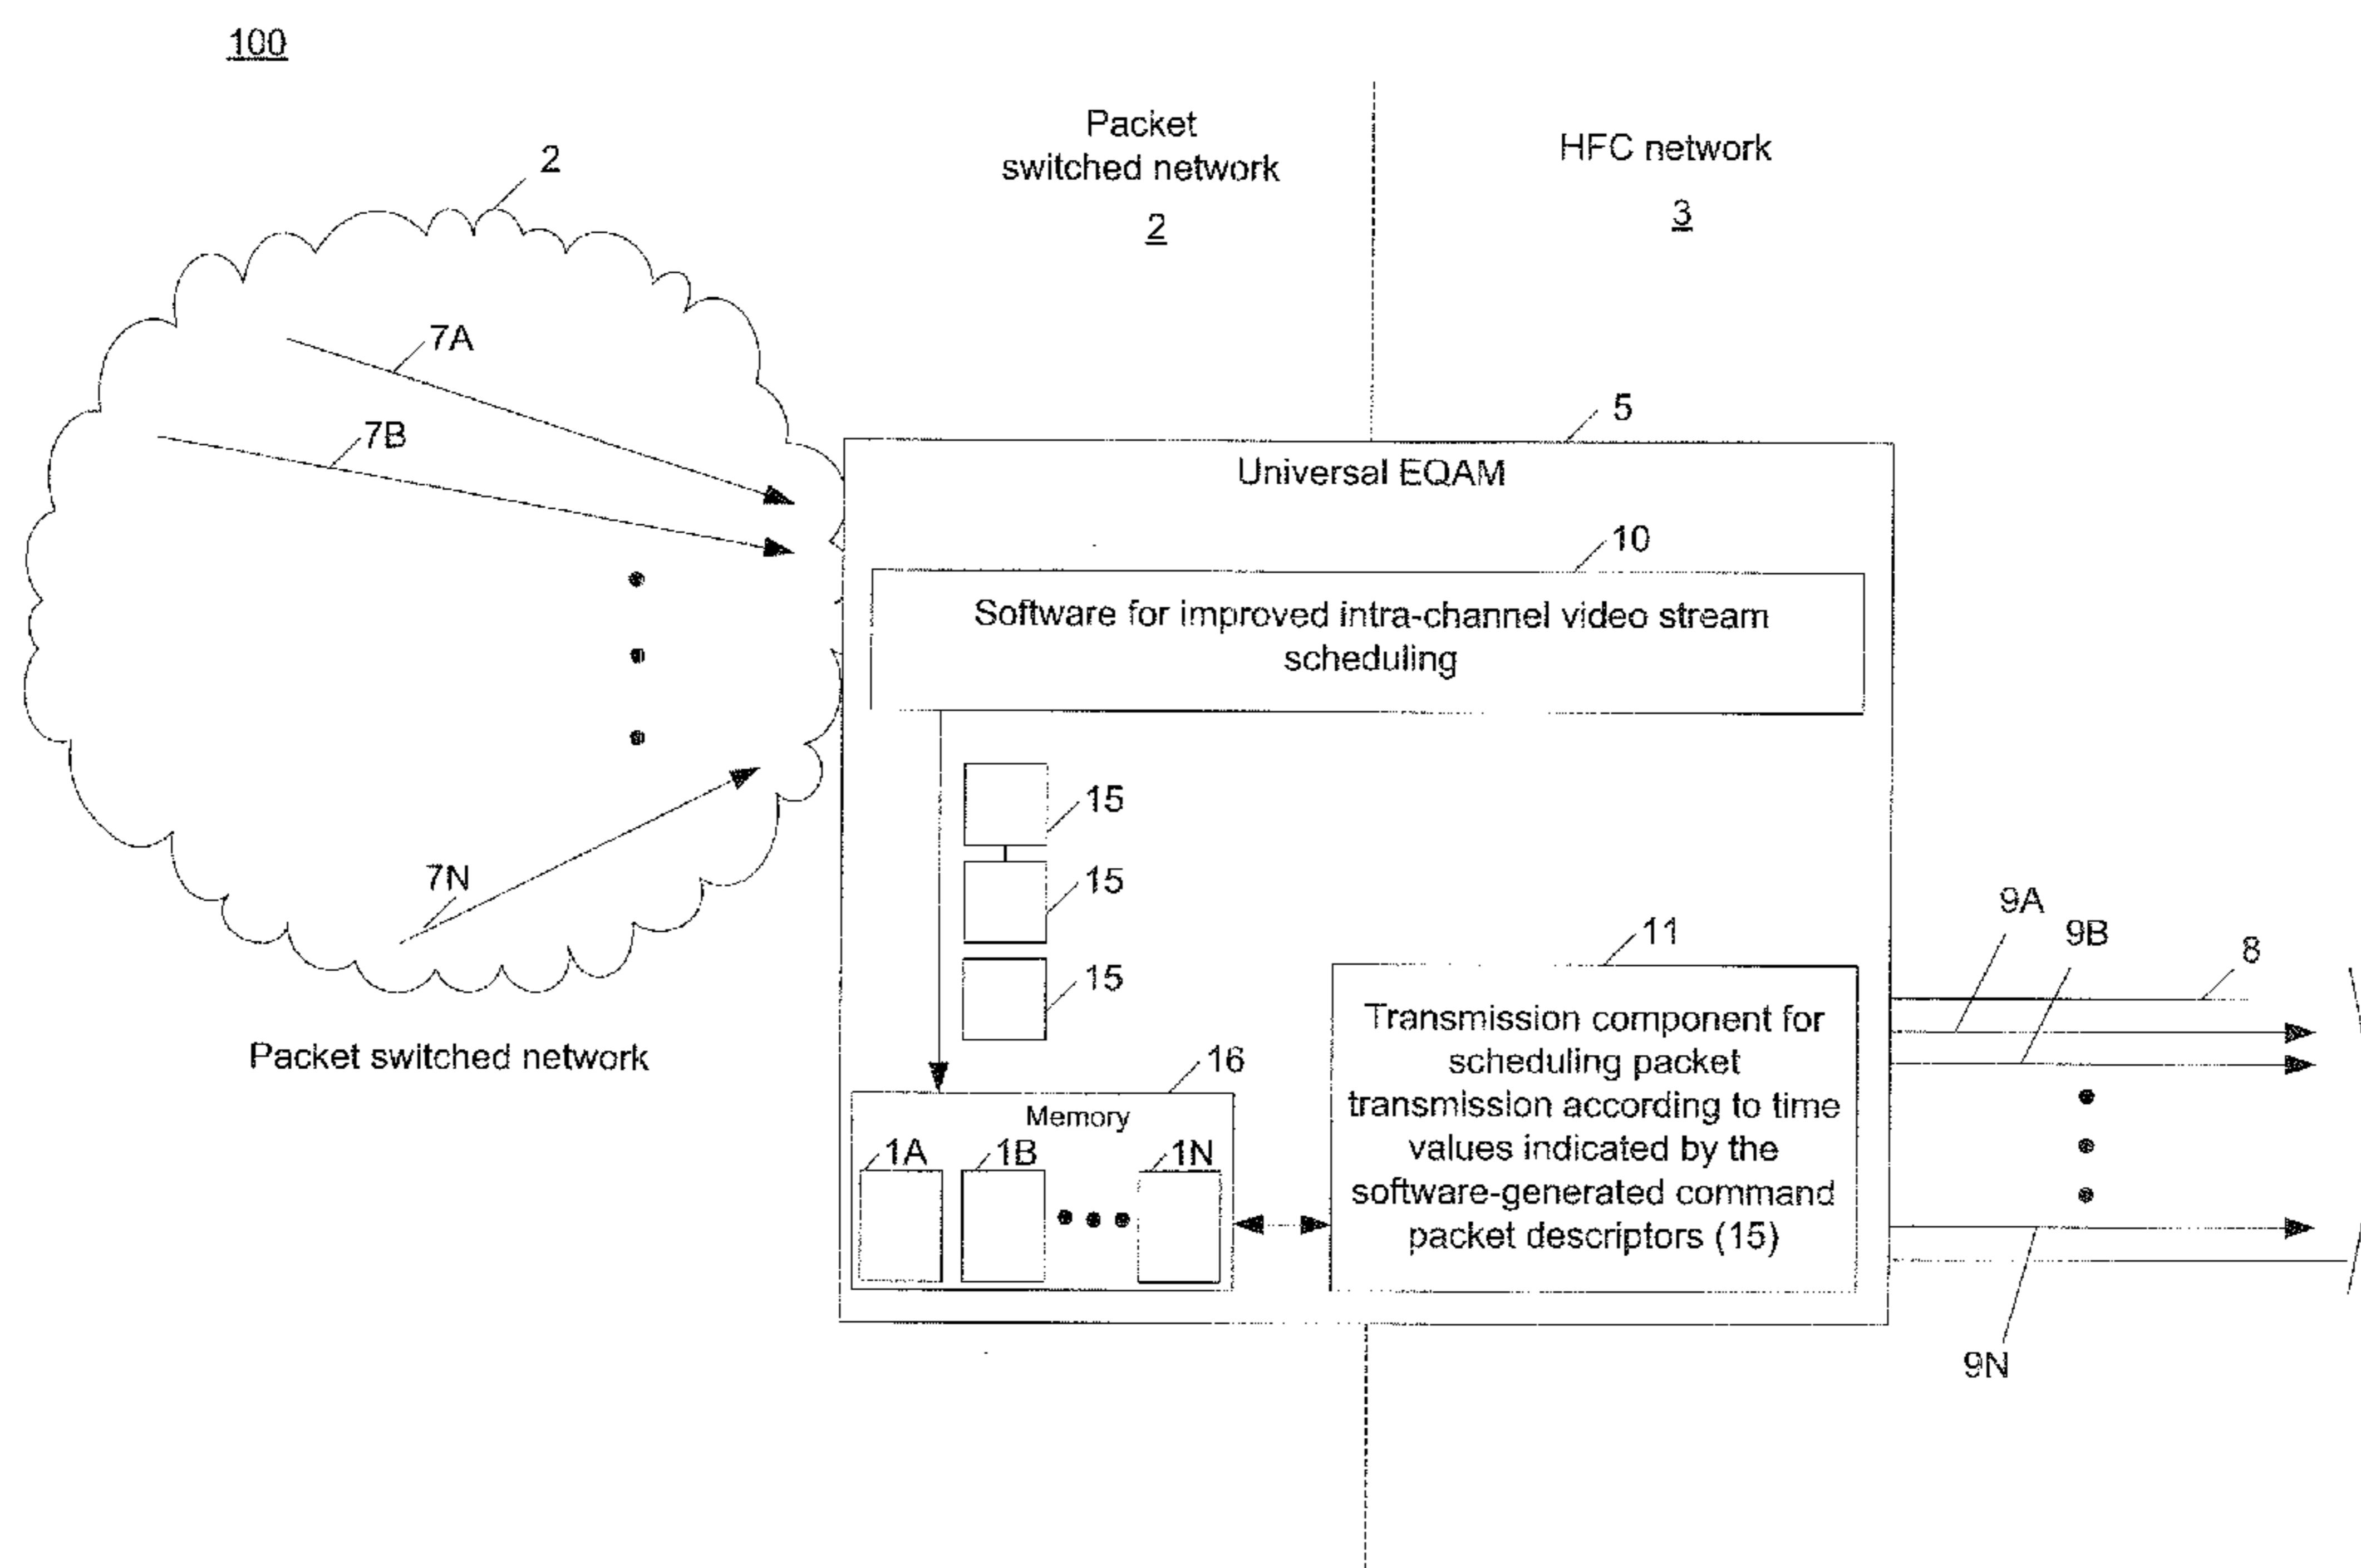 100
Packet
switched network
2
HFC network
3
2
7A
7B
7N
Packet switched network
5
Universal EQAM
10
Software for improved intra-channel video stream
scheduling
15
15
15
16
Memory
1A
1B
1N
11
Transmission component for
scheduling packet
transmission according to time
values indicated by the
software-generated command
packet descriptors (15)
9A
9B
8
9N